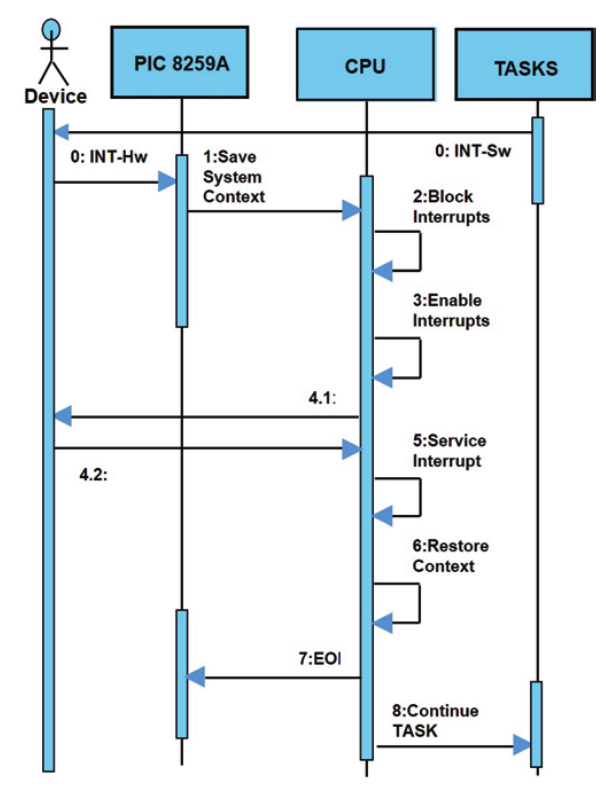 PIC 8259A
CPU
TASKS
Device
0: INT-Hw
1:Save
System
Context
0: INT-Sw
2:Block
Interrupts
3:Enable
Interrupts
4.1:
4.2:
5:Service
Interrupt
6:Restore
Context
7:EOI
8:Continue
TASK